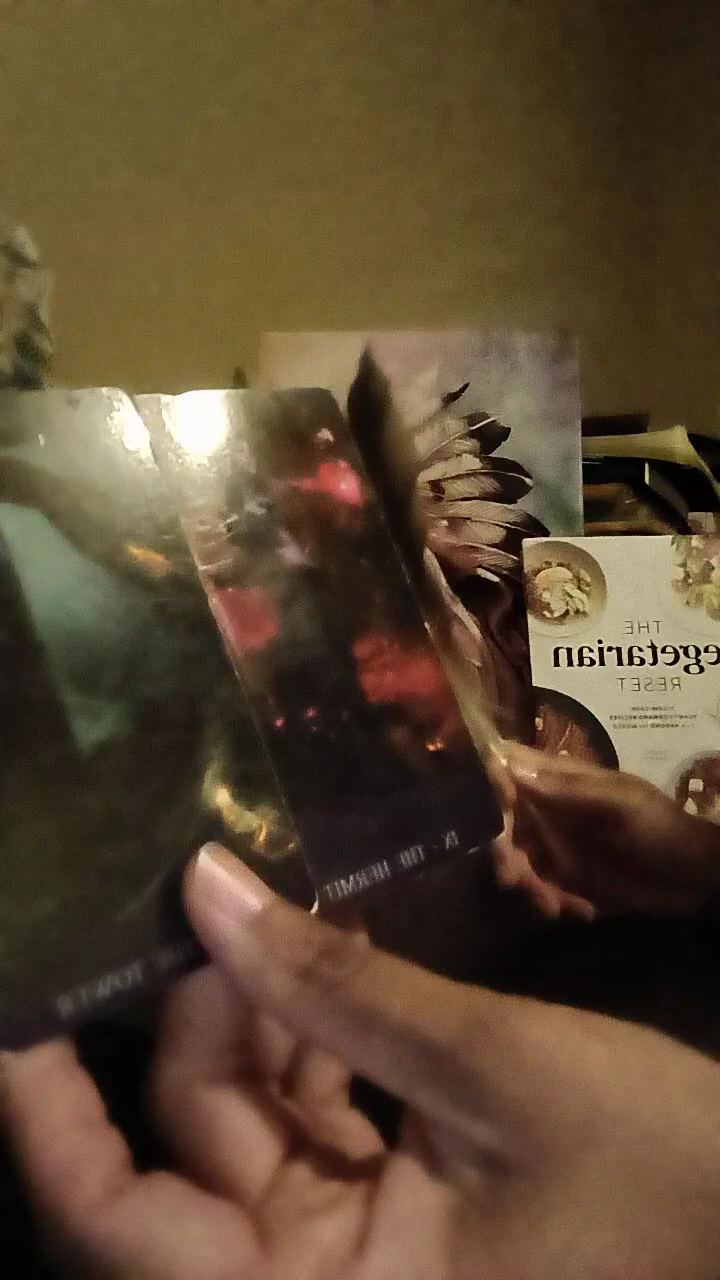 THE
egetarian
RESET
IX · THE HERMIT
THE TOWER